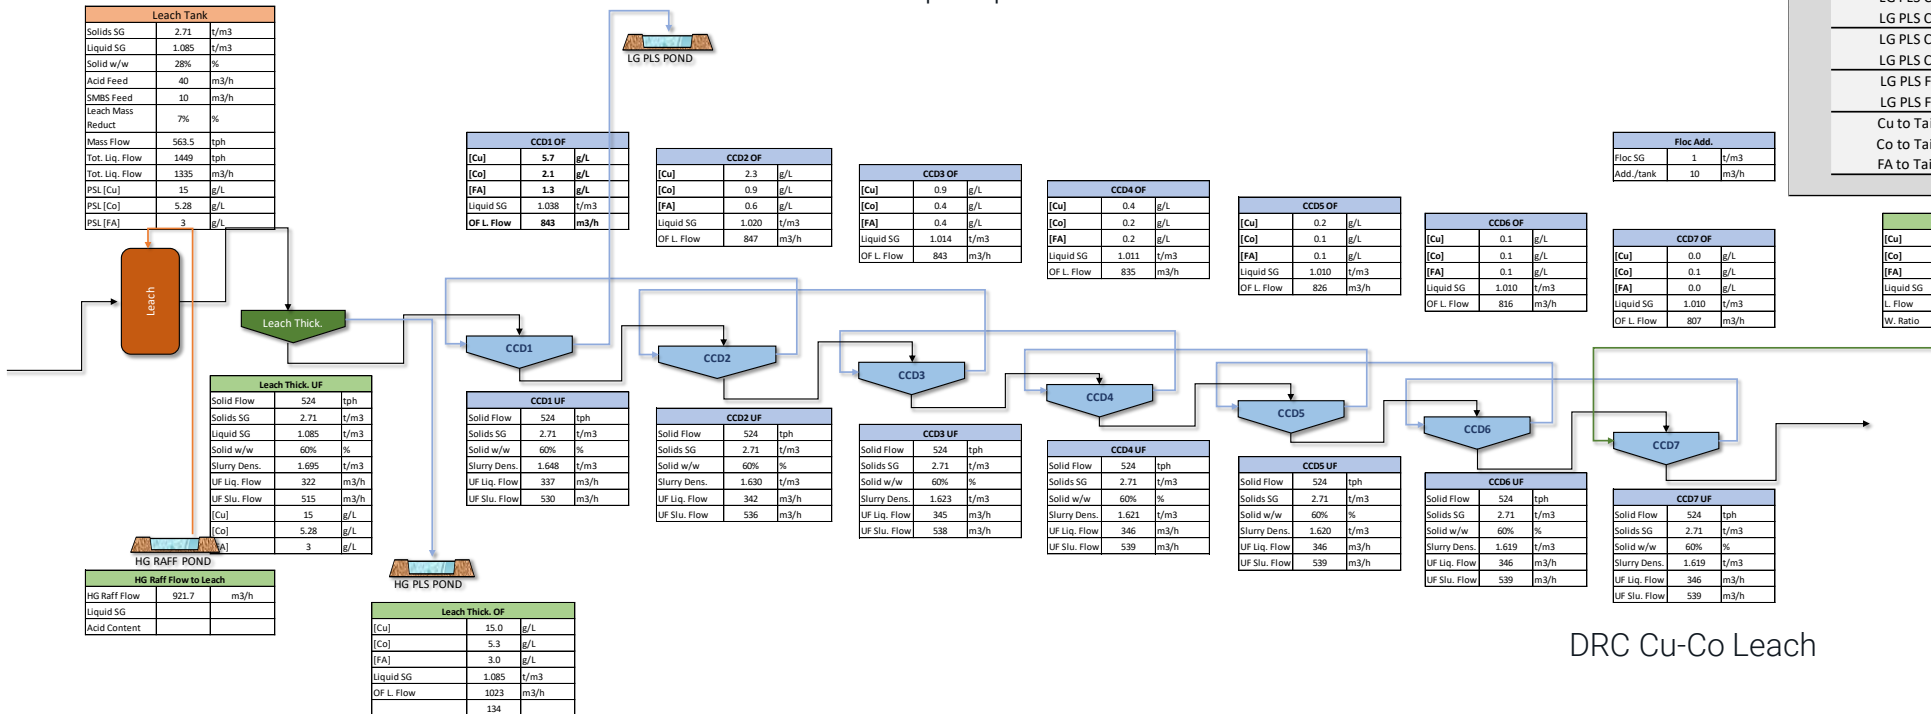 Leach Tank
Solids SG 2.71 t/m3
Liquid SG 1.085 t/m3
Solid w/w 28% %
Acid Feed 40 m3/h
SMBS Feed 10 m3/h
Leach Mass
Reduct 7% %
Mass Flow 563.5 tph
Tot. Liq. Flow 1449 tph
Tot. Liq. Flow 1335 m3/h
PSL [Cu] 15 g/L
PSL [Co] 5.28 g/L
PSL [FA] 3 g/L
LG PLS POND
LG PLS C
LG PLS C
LG PLS C
LG PLS F
LG PLS F
Cu to Tai
Co to Tai
FA to Tai
CCD1 OF
[Cu] 5.7 g/L
[Co] 2.1 g/L
[FA] 1.3 g/L
Liquid SG 1.038 t/m3
OF L. Flow 843 m3/h
CCD2 OF
[Cu] 2.3 g/L
[Co] 0.9 g/L
[FA] 0.6 g/L
Liquid SG 1.020 t/m3
OF L. Flow 847 m3/h
CCD3 OF
[Cu] 0.9 g/L
[Co] 0.4 g/L
[FA] 0.4 g/L
Liquid SG 1.014 t/m3
OF L. Flow 843 m3/h
CCD4 OF
[Cu] 0.4 g/L
[Co] 0.2 g/L
[FA] 0.2 g/L
Liquid SG 1.011 t/m3
OF L. Flow 835 m3/h
CCD5 OF
[Cu] 0.2 g/L
[Co] 0.1 g/L
[FA] 0.1 g/L
Liquid SG 1.010 t/m3
OF L. Flow 826 m3/h
CCD6 OF
[Cu] 0.1 g/L
[Co] 0.1 g/L
[FA] 0.1 g/L
Liquid SG 1.010 t/m3
OF L. Flow 816 m3/h
Floc Add.
Floc SG 1 t/m3
Add./tank 10 m3/h
CCD7 OF
[Cu] 0.0 g/L
[Co] 0.1 g/L
[FA] 0.0 g/L
Liquid SG 1.010 t/m3
OF L. Flow 807 m3/h
[Cu]
[Co]
[FA]
Liquid SG
L. Flow
W. Ratio
Leach
Leach Thick.
CCD1
CCD2
CCD3
CCD4
CCD5
CCD6
CCD7
Leach Thick. UF
Solid Flow 524 tph
Solids SG 2.71 t/m3
Liquid SG 1.085 t/m3
Solid w/w 60% %
Slurry Dens. 1.695 t/m3
UF Liq. Flow 322 m3/h
UF Slu. Flow 515 m3/h
[Cu] 15 g/L
[Co] 5.28 g/L
3 g/L
CCD1 UF
Solid Flow 524 tph
Solids SG 2.71 t/m3
Solid w/w 60% %
Slurry Dens. 1.648 t/m3
UF Liq. Flow 337 m3/h
UF Slu. Flow 530 m3/h
CCD2 UF
Solid Flow 524 tph
Solids SG 2.71 t/m3
Solid w/w 60% %
Slurry Dens. 1.630 t/m3
UF Liq. Flow 342 m3/h
UF Slu. Flow 536 m3/h
CCD3 UF
Solid Flow 524 tph
Solids SG 2.71 t/m3
Solid w/w 60% %
Slurry Dens. 1.623 t/m3
UF Liq. Flow 345 m3/h
UF Slu. Flow 538 m3/h
CCD4 UF
Solid Flow 524 tph
Solids SG 2.71 t/m3
Solid w/w 60% %
Slurry Dens. 1.621 t/m3
UF Liq. Flow 346 m3/h
UF Slu. Flow 539 m3/h
CCD5 UF
Solid Flow 524 tph
Solids SG 2.71 t/m3
Solid w/w 60% %
Slurry Dens. 1.620 t/m3
UF Liq. Flow 346 m3/h
UF Slu. Flow 539 m3/h
CCD6 UF
Solid Flow 524 tph
Solids SG 2.71 t/m3
Solid w/w 60% %
Slurry Dens. 1.619 t/m3
UF Liq. Flow 346 m3/h
UF Slu. Flow 539 m3/h
CCD7 UF
Solid Flow 524 tph
Solids SG 2.71 t/m3
Solid w/w 60% %
Slurry Dens. 1.619 t/m3
UF Liq. Flow 346 m3/h
UF Slu. Flow 539 m3/h
HG RAFF POND
HG Raff Flow to Leach
HG Raff Flow 921.7 m3/h
Liquid SG
Acid Content
HG PLS POND
Leach Thick. OF
[Cu] 15.0 g/L
[Co] 5.3 g/L
[FA] 3.0 g/L
Liquid SG 1.085 t/m3
OF L. Flow 1023 m3/h
134
DRC Cu-Co Leach